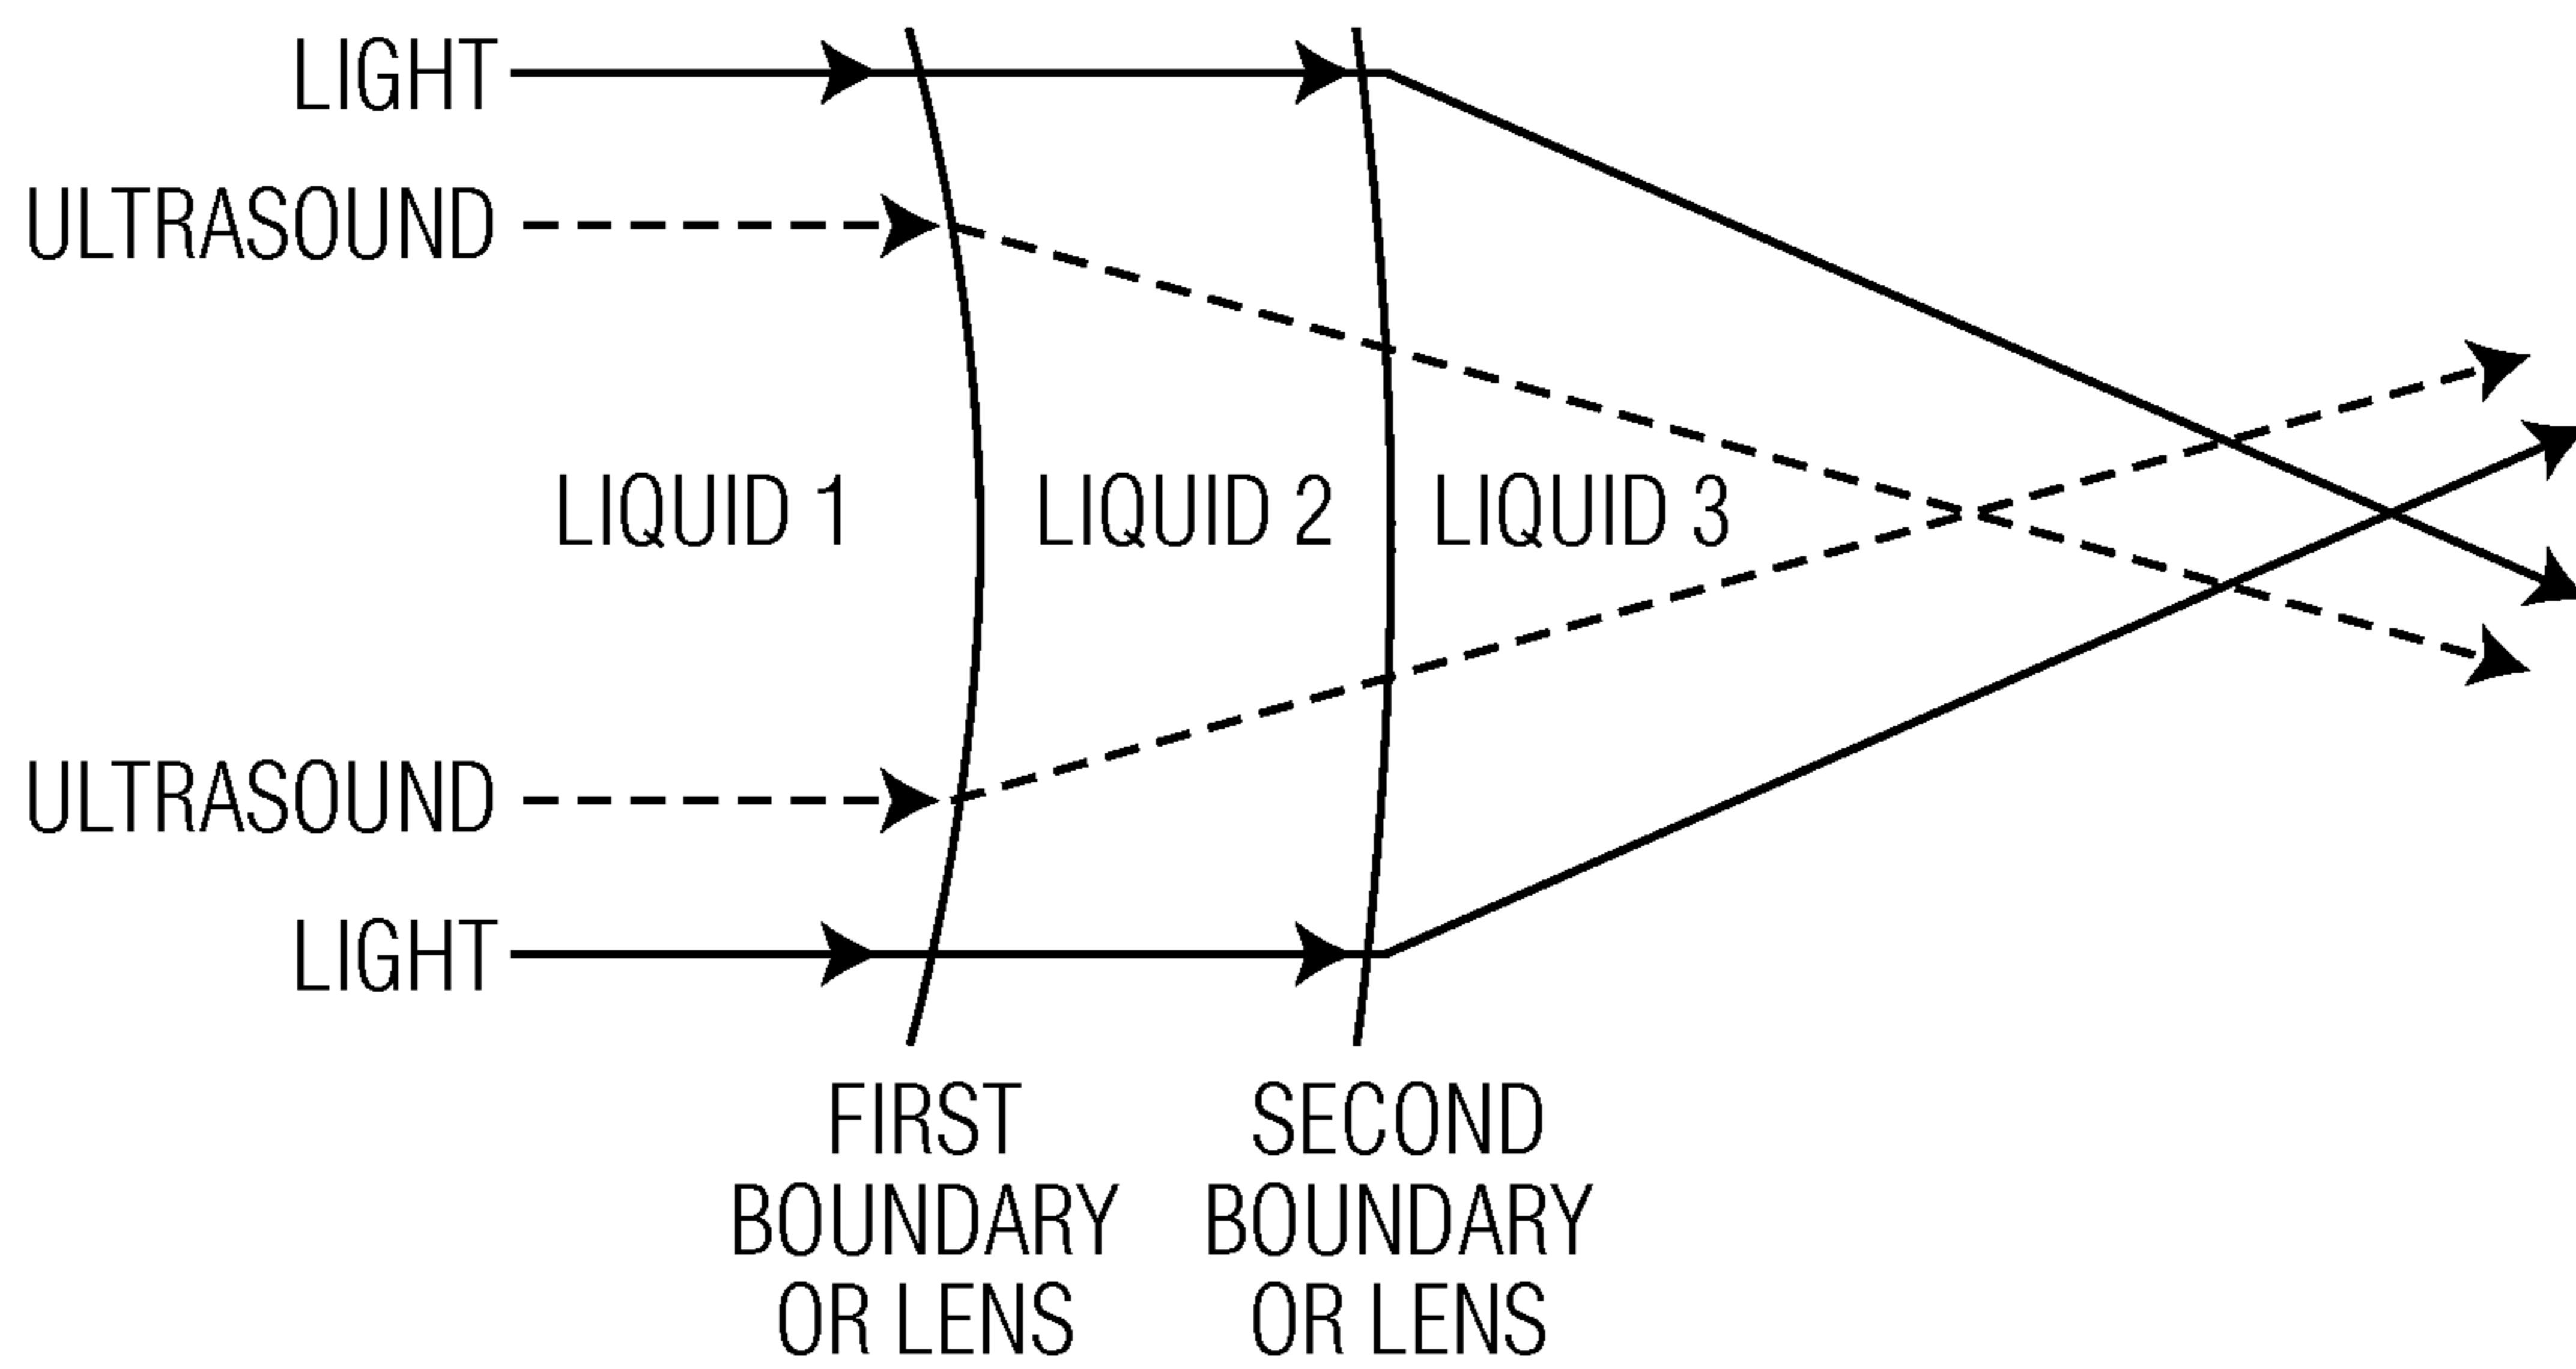 LIGHT
ULTRASOUND
LIQUID 1
LIQUID 2
LIQUID 3
ULTRASOUND
LIGHT
FIRST
BOUNDARY
OR LENS
SECOND
BOUNDARY
OR LENS